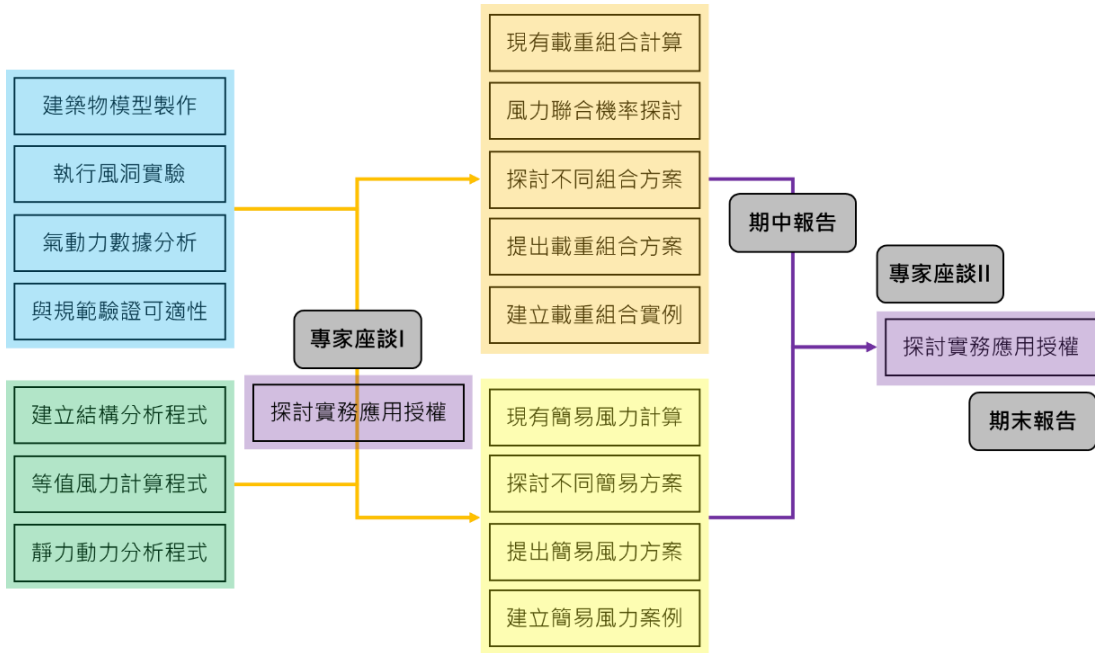 建築物模型製作
執行風洞實驗
氣動力數據分析
與規範驗證可適性
建立結構分析程式
等值風力計算程式
靜力動力分析程式
專家座談I
探討實務應用授權
現有載重組合計算
風力聯合機率探討
探討不同組合方案
提出載重組合方案
建立載重組合實例
現有簡易風力計算
探討不同簡易方案
提出簡易風力方案
建立簡易風力案例
期中報告
專家座談II
探討實務應用授權
期末報告